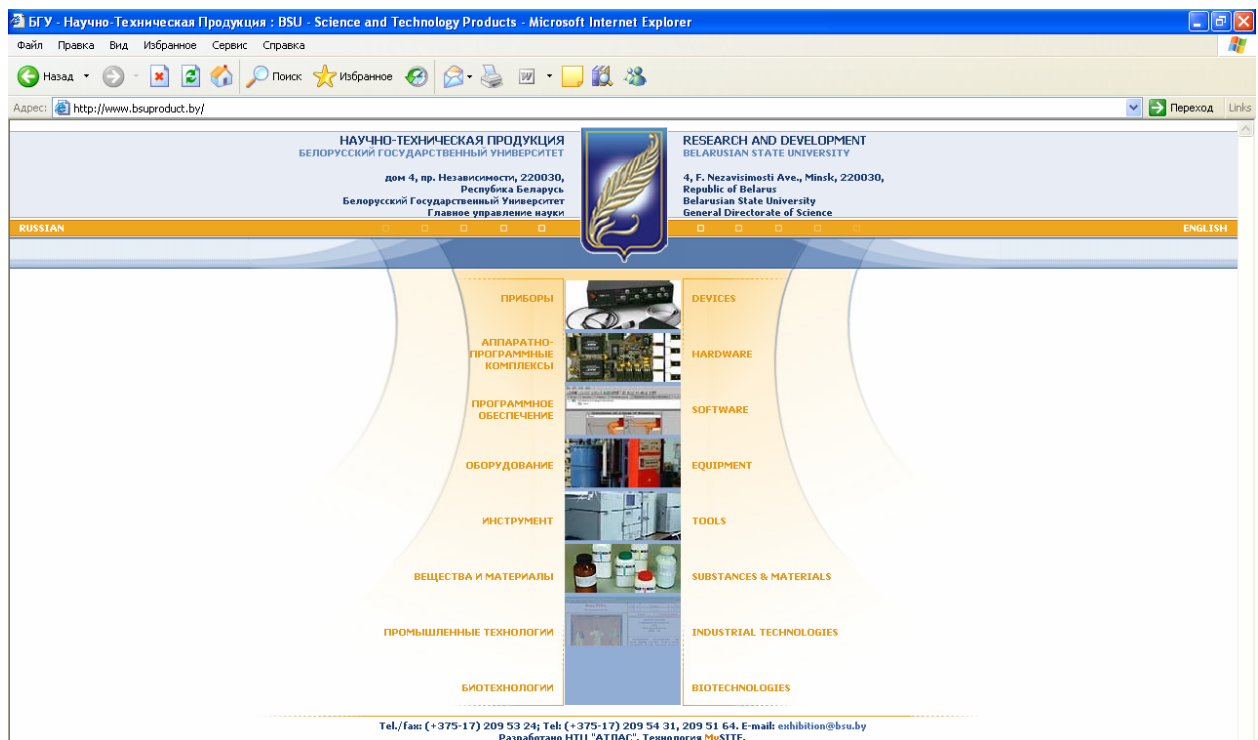 БГУ - Научно-Техническая Продукция : BSU - Science and Technology Products - Microsoft Internet Explorer
Файл Правка Вид Избранное Сервис Справка
Назад Поиск Избранное
Адрес: http://www.bsuproduct.by/ Переход Links
НАУЧНО-ТЕХНИЧЕСКАЯ ПРОДУКЦИЯ
БЕЛОРУССКИЙ ГОСУДАРСТВЕННЫЙ УНИВЕРСИТЕТ
дом 4, пр. Независимости, 220030,
Республика Беларусь
Белорусский Государственный Университет
Главное управление науки
RESEARCH AND DEVELOPMENT
BELARUSIAN STATE UNIVERSITY
4, F. Nezavisimosti Ave., Minsk, 220030,
Republic of Belarus
Belarusian State University
General Directorate of Science
RUSSIAN ENGLISH
ПРИБОРЫ DEVICES
АППАРАТНО-
ПРОГРАММНЫЕ HARDWARE
КОМПЛЕКСЫ
ПРОГРАММНОЕ SOFTWARE
ОБЕСПЕЧЕНИЕ
ОБОРУДОВАНИЕ EQUIPMENT
ИНСТРУМЕНТ TOOLS
ВЕЩЕСТВА И МАТЕРИАЛЫ SUBSTANCES & MATERIALS
ПРОМЫШЛЕННЫЕ ТЕХНОЛОГИИ INDUSTRIAL TECHNOLOGIES
БИОТЕХНОЛОГИИ BIOTECHNOLOGIES
Tel./fax: (+375-17) 209 53 24; Tel: (+375-17) 209 54 31, 209 51 64. E-mail: exhibition@bsu.by
Разработано НТЦ "АТЛАС". Технология MySITE.